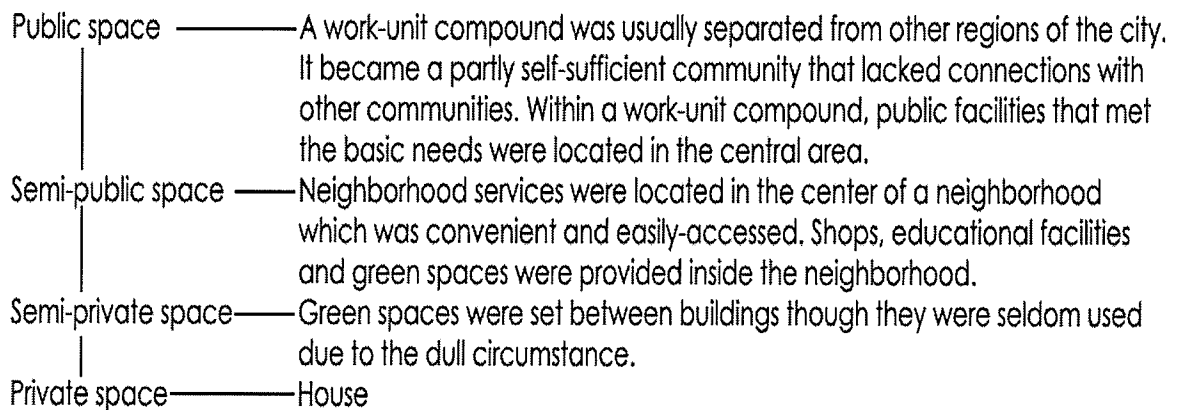 Public space A work-unit compound was usually separated from other regions of the city.
It became a partly self-sufficient community that lacked connections with
other communities. Within a work-unit compound, public facilities that met
the basic needs were located in the central area.
Semi-public space Neighborhood services were located in the center of a neighborhood
which was convenient and easily-accessed. Shops, educational facilities
and green spaces were provided inside the neighborhood.
Semi-private space Green spaces were set between buildings though they were seldom used
due to the dull circumstance.
Private space House